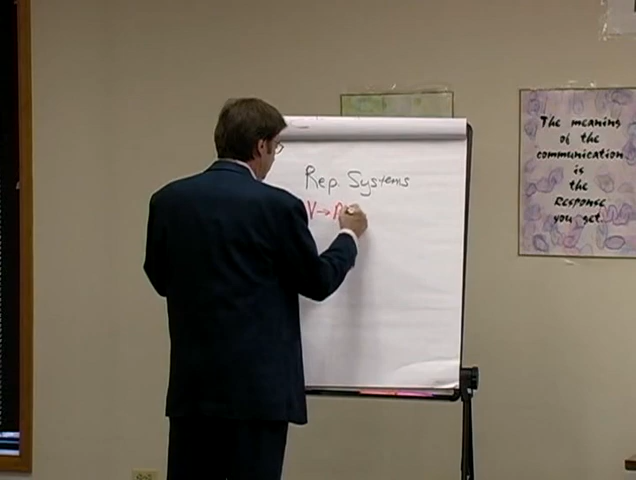 Rep. Systems
V→
The meaning
of the
communication
is
the
Response
you get.